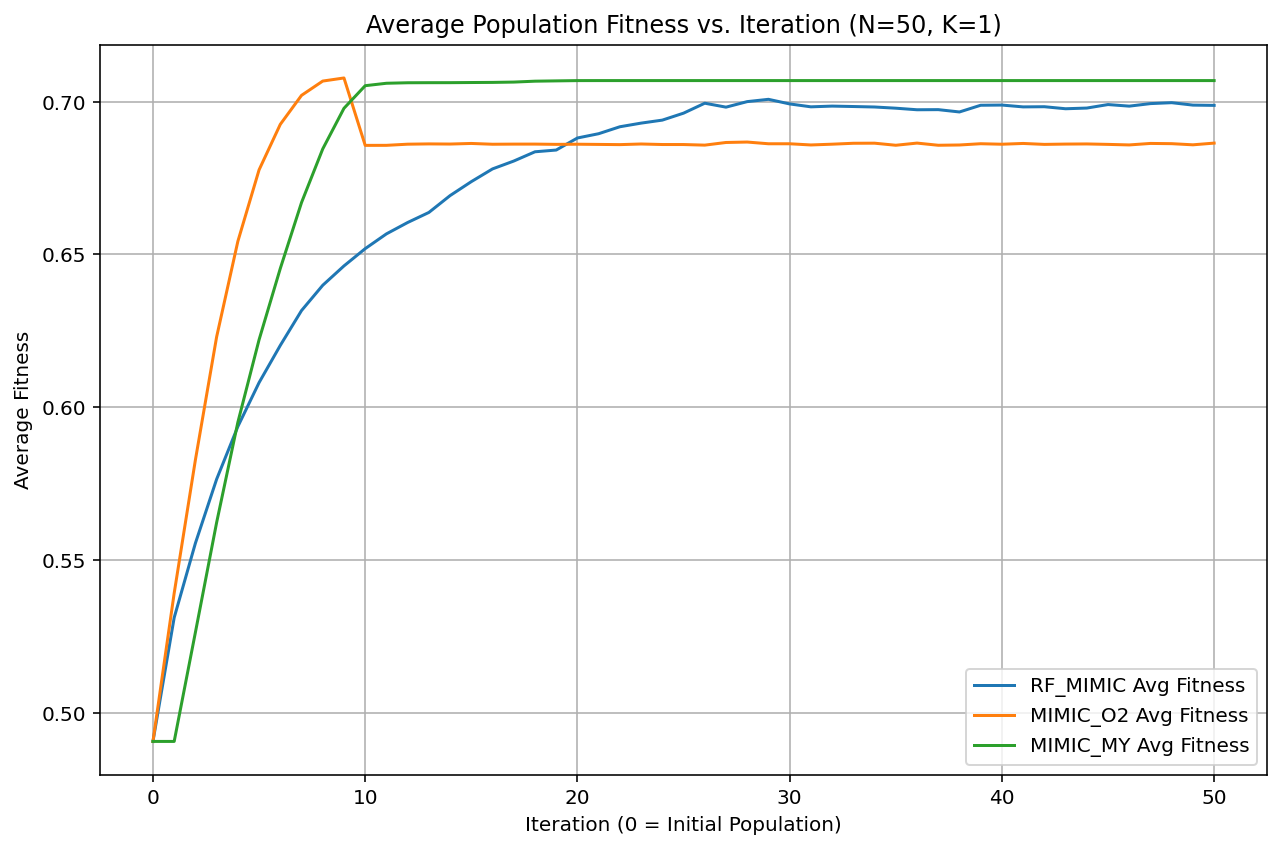 Average Population Fitness vs. Iteration (N=50, K=1)
Average Fitness
0.70
0.65
0.60
0.55
0.50
0
10
20
30
40
50
Iteration (0 = Initial Population)
RF_MIMIC Avg Fitness
MIMIC_O2 Avg Fitness
MIMIC_MY Avg Fitness